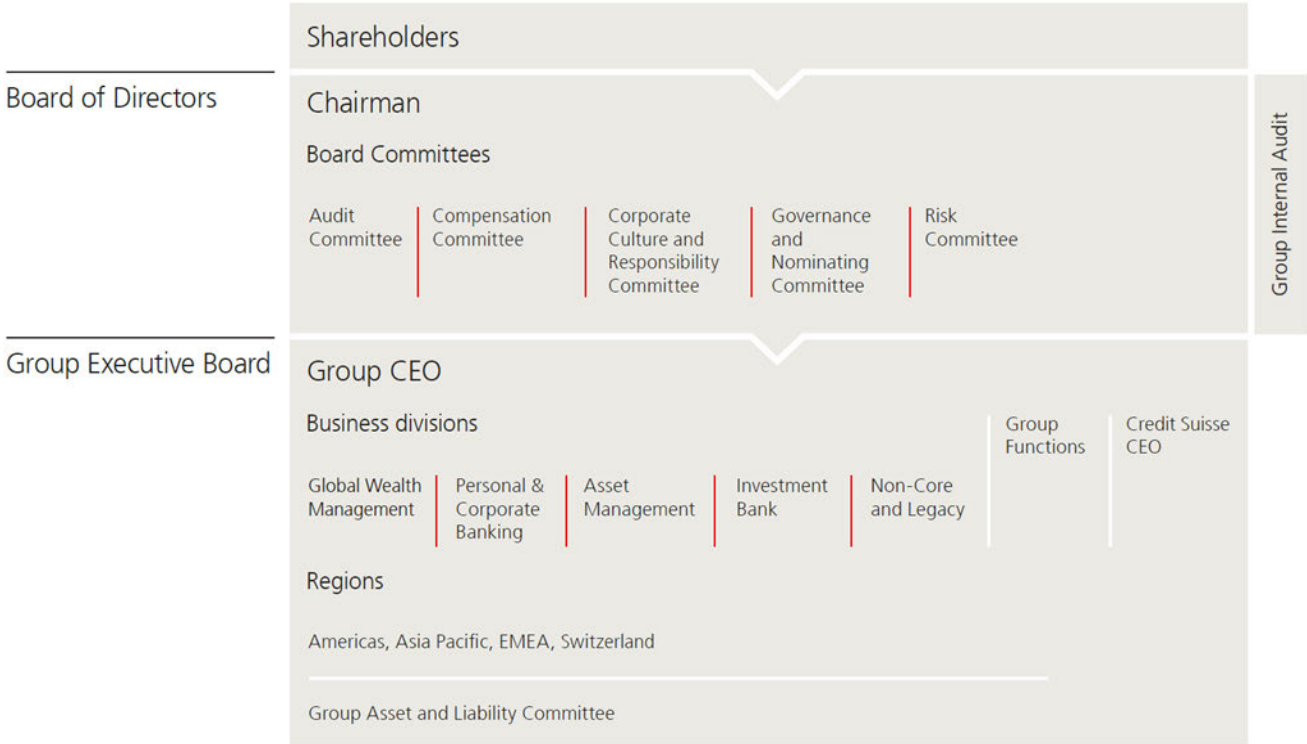 Shareholders
Board of Directors
Chairman
Board Committees
Audit
Committee
Compensation
Committee
Corporate
Culture and
Responsibility
Committee
Governance
and
Nominating
Committee
Risk
Committee
Group Internal Audit
Group Executive Board
Group CEO
Business divisions
Global Wealth
Management
Personal &
Corporate
Banking
Asset
Management
Investment
Bank
Non-Core
and Legacy
Group
Functions
Credit Suisse
CEO
Regions
Americas, Asia Pacific, EMEA, Switzerland
Group Asset and Liability Committee